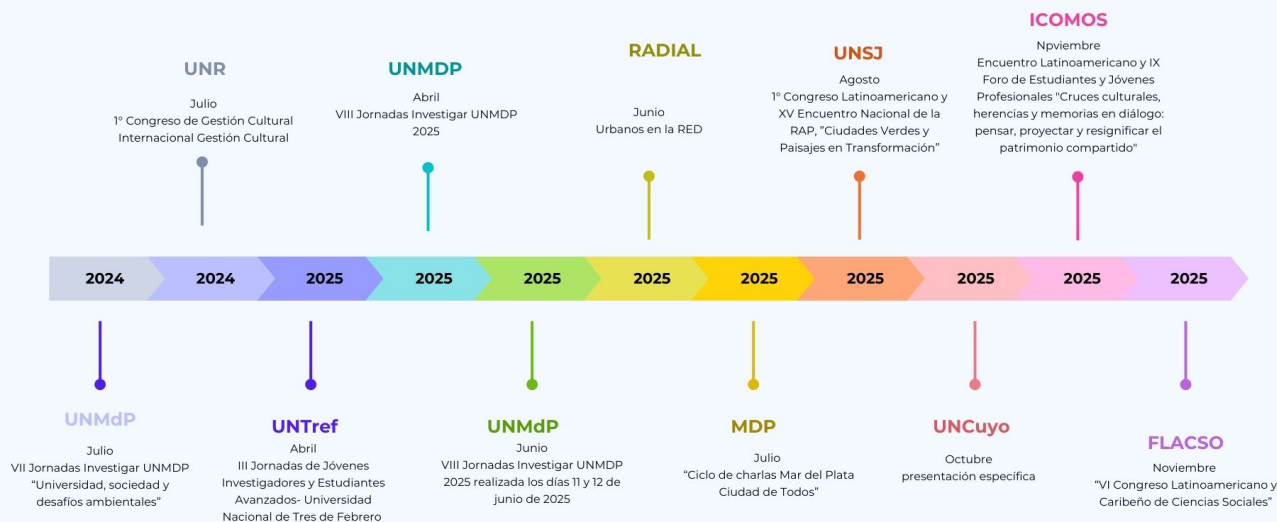 ICOMOS
Npviembre
Encuentro Latinoamericano y IX
Foro de Estudiantes y Jóvenes
Profesionales "Cruces culturales,
herencias y memorias en diálogo:
pensar, proyectar y resignificar el
patrimonio compartido"
RADIAL
Junio
Urbanos en la RED
UNSJ
Agosto
1° Congreso Latinoamericano y
XV Encuentro Nacional de la
RAP, "Ciudades Verdes y
Paisajes en Transformación"
UNR
Julio
1° Congreso de Gestión Cultural
Internacional Gestión Cultural
UNMDP
Abril
VIII Jornadas Investigar UNMDP
2025
2024
2024
2025
2025
2025
2025
2025
2025
2025
2025
2025
UNMdP
Julio
VII Jornadas Investigar UNMDP
“Universidad, sociedad y
desafíos ambientales”
UNTref
Abril
III Jornadas de Jóvenes
Investigadores y Estudiantes
Avanzados- Universidad
Nacional de Tres de Febrero
UNMdP
Junio
VIII Jornadas Investigar UNMDP
2025 realizada los días 11 y 12 de
junio de 2025
MDP
Julio
“Ciclo de charlas Mar del Plata
Ciudad de Todos”
UNCuyo
Octubre
presentación específica
FLACSO
Noviembre
“VI Congreso Latinoamericano y
Caribeño de Ciencias Sociales”